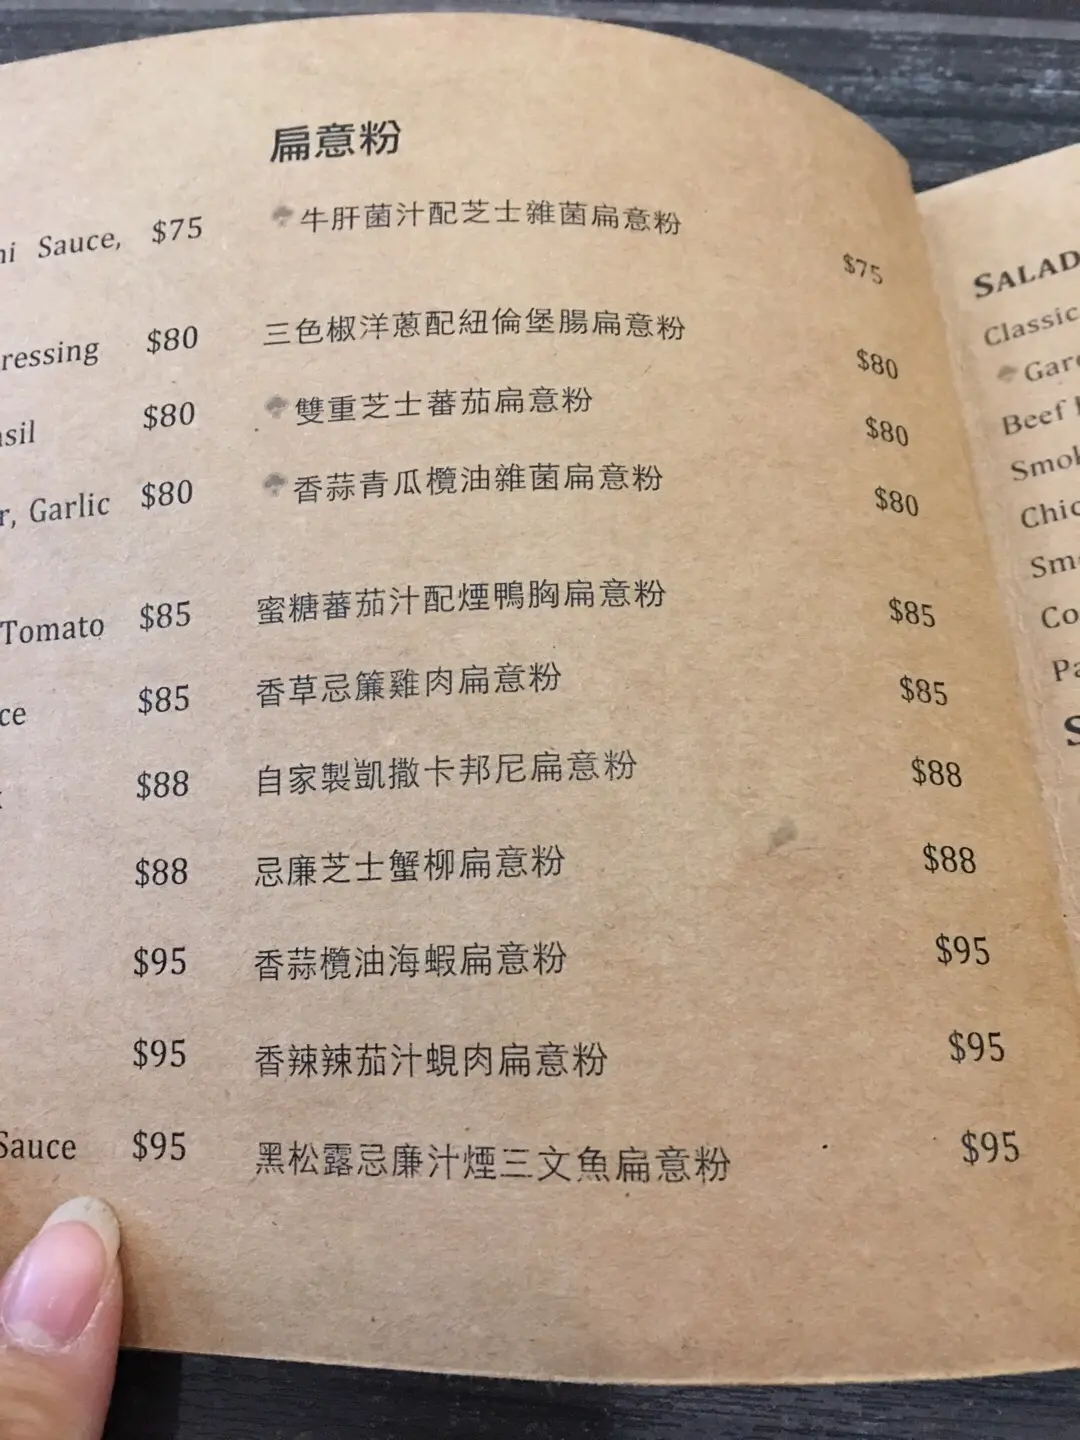 扁意粉
Sauce, $75
牛肝菌汁配芝士雜菌扁意粉 $75
$80
三色椒洋蔥配紐倫堡腸扁意粉 $80
$80
雙重芝士蕃茄扁意粉 $80
Garlic $80
香蒜青瓜欖油雜菌扁意粉 $80
Tomato $85
蜜糖蕃茄汁配煙鴨胸扁意粉 $85
$85
香草忌簾雞肉扁意粉 $85
$88
自家製凱撒卡邦尼扁意粉 $88
$88
忌廉芝士蟹柳扁意粉 $88
$95
香蒜欖油海蝦扁意粉 $95
$95
香辣辣茄汁蜆肉扁意粉 $95
Sauce $95
黑松露忌廉汁煙三文魚扁意粉 $95
SALAD
Classic
Beef